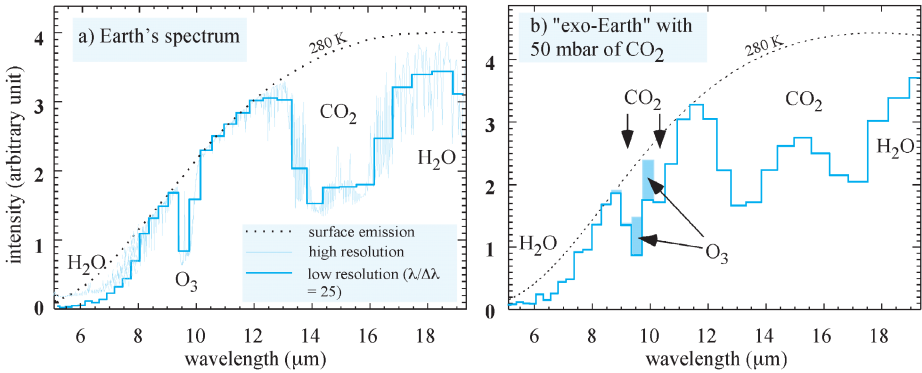 a) Earth's spectrum
280 K
CO2
H2O
H2O
O3
surface emission
high resolution
low resolution (λ/Δλ
= 25)
intensity (arbitrary unit)
0
1
2
3
4
6
8
10
12
14
16
18
wavelength (μm)
b) "exo-Earth" with
50 mbar of CO2
280 K
CO2
CO2
H2O
H2O
O3
0
1
2
3
4
6
8
10
12
14
16
18
wavelength (μm)